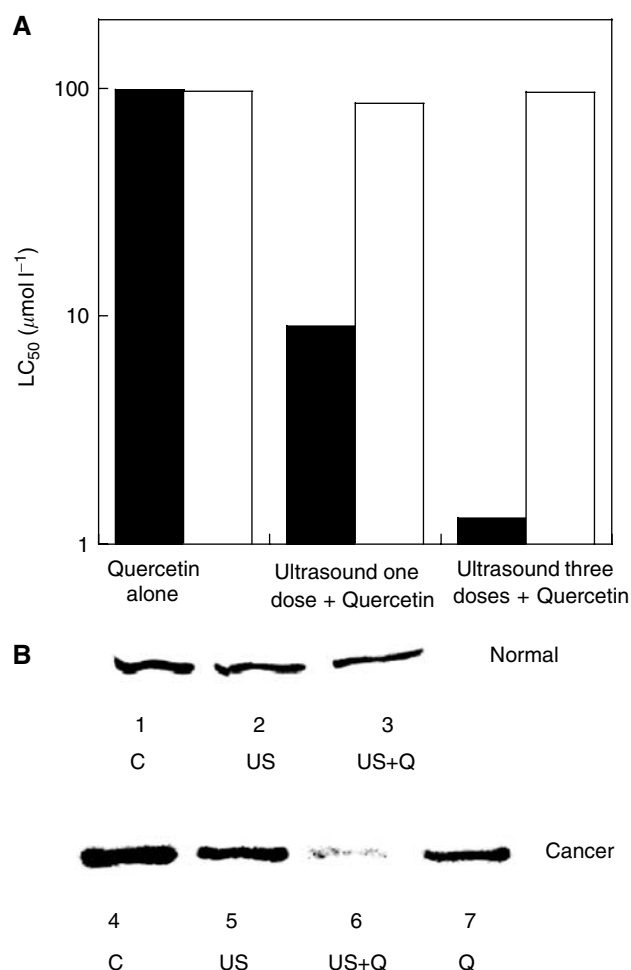 A
LC50 (μmol l−1)
100
10
1
Quercetin
alone
Ultrasound one
dose + Quercetin
Ultrasound three
doses + Quercetin
B
Normal
1 2 3
C US US+Q
Cancer
4 5 6 7
C US US+Q Q